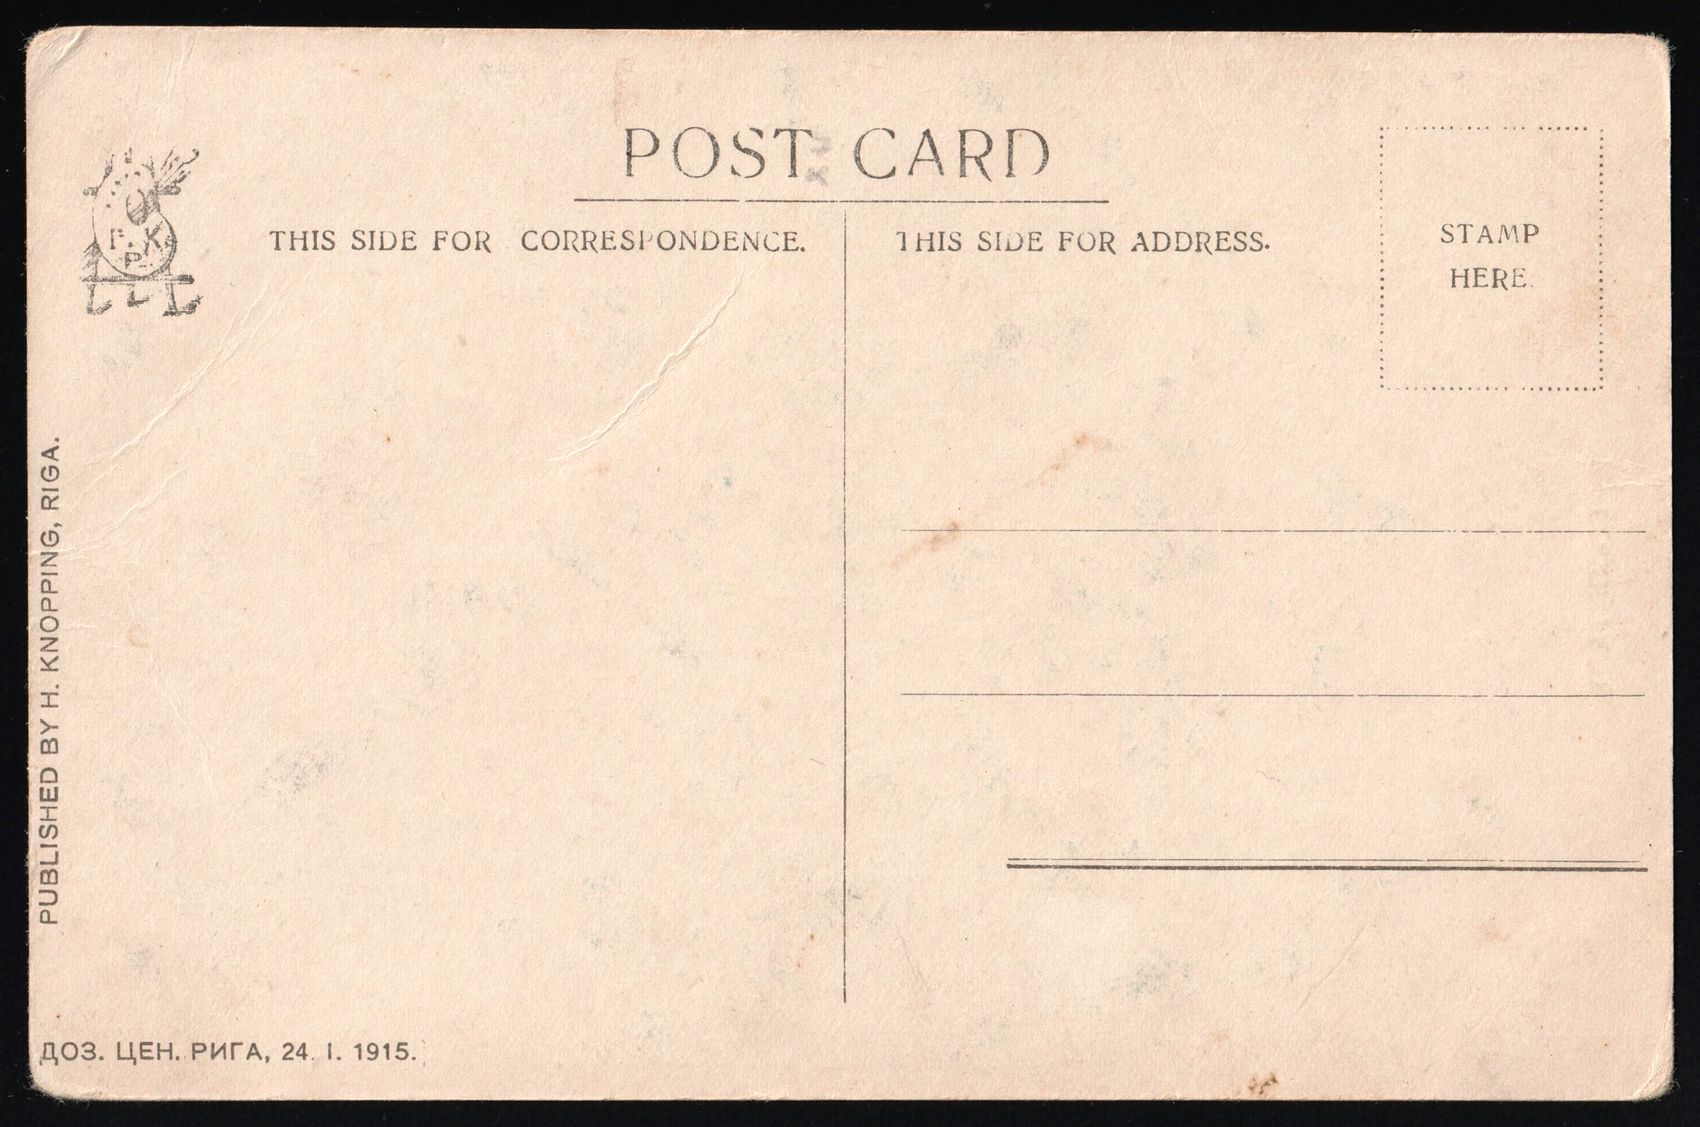 POST CARD
THIS SIDE FOR CORRESPONDENCE.
THIS SIDE FOR ADDRESS.
STAMP
HERE.
PUBLISHED BY H. KNOPPING, RIGA.
ДОЗ. ЦЕН. РИГА, 24. I. 1915.